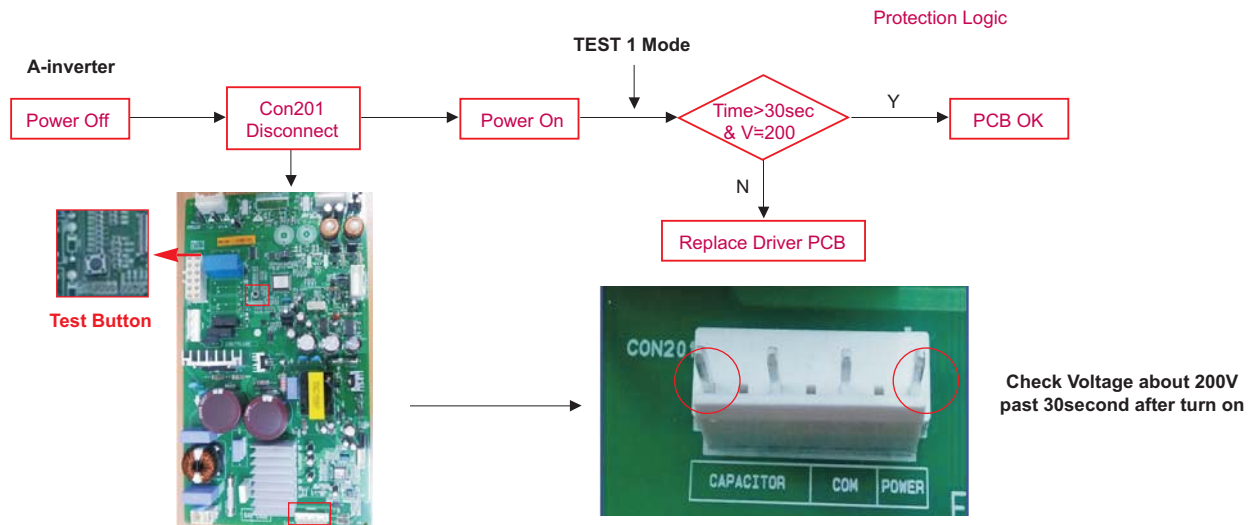 Protection Logic
TEST 1 Mode
A-inverter
Power Off
Con201
Disconnect
Power On
Time>30sec
& V=200
Y
PCB OK
N
Replace Driver PCB
Test Button
CON20
CAPACITOR
COM
POWER
Check Voltage about 200V
past 30second after turn on